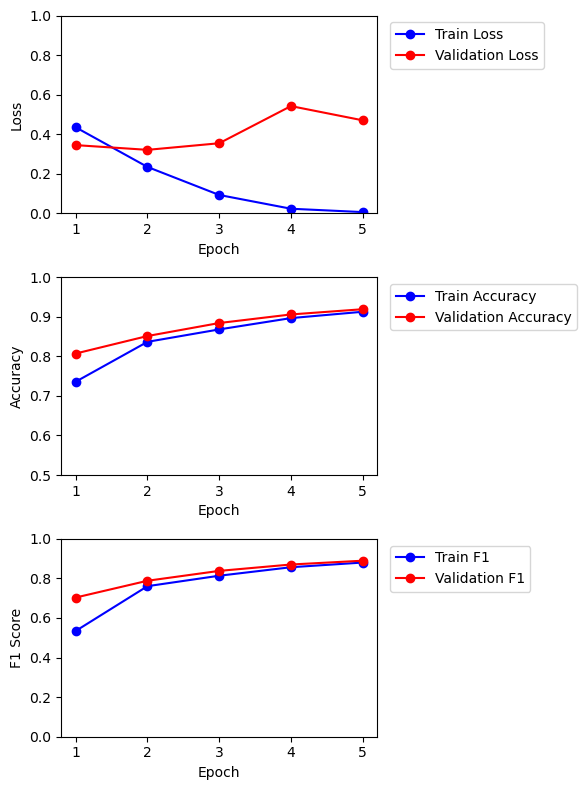 1.0
0.8
0.6
0.4
0.2
0.0
Loss
1 2 3 4 5
Epoch
Train Loss
Validation Loss
1.0
0.9
0.8
0.7
0.6
0.5
Accuracy
1 2 3 4 5
Epoch
Train Accuracy
Validation Accuracy
1.0
0.8
0.6
0.4
0.2
0.0
F1 Score
1 2 3 4 5
Epoch
Train F1
Validation F1